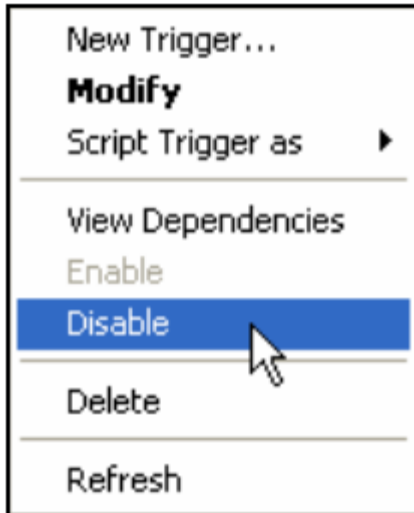 New Trigger...
Modify
Script Trigger as
View Dependencies
Enable
Disable
Delete
Refresh